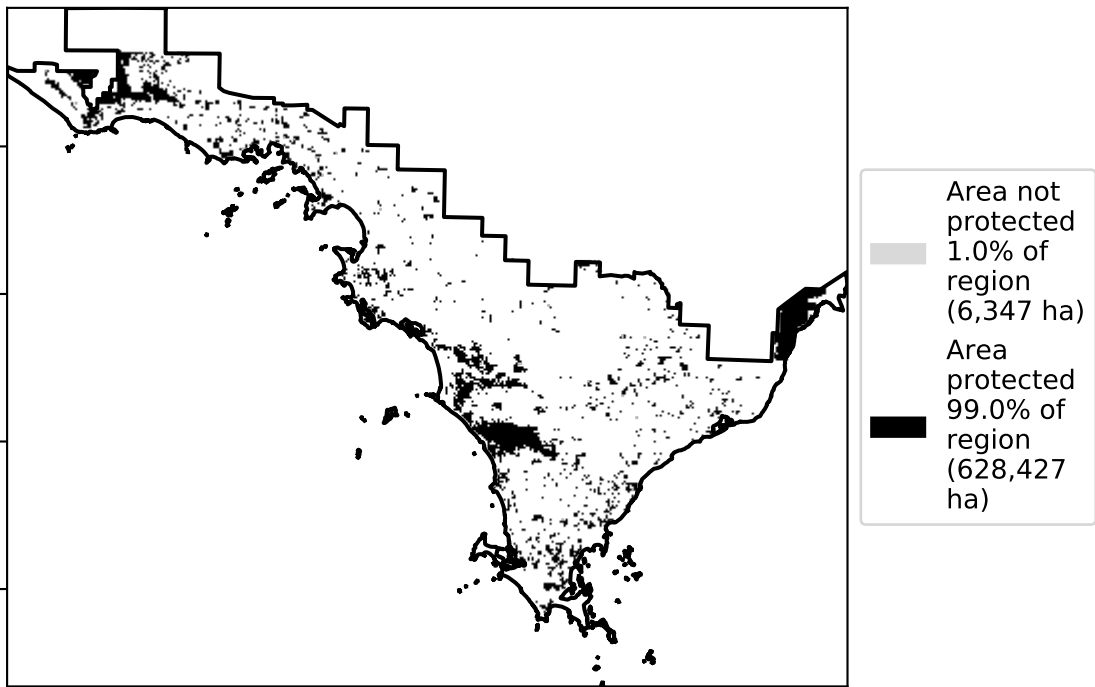 Area not
protected
1.0% of
region
(6,347 ha)
Area
protected
99.0% of
region
(628,427
ha)